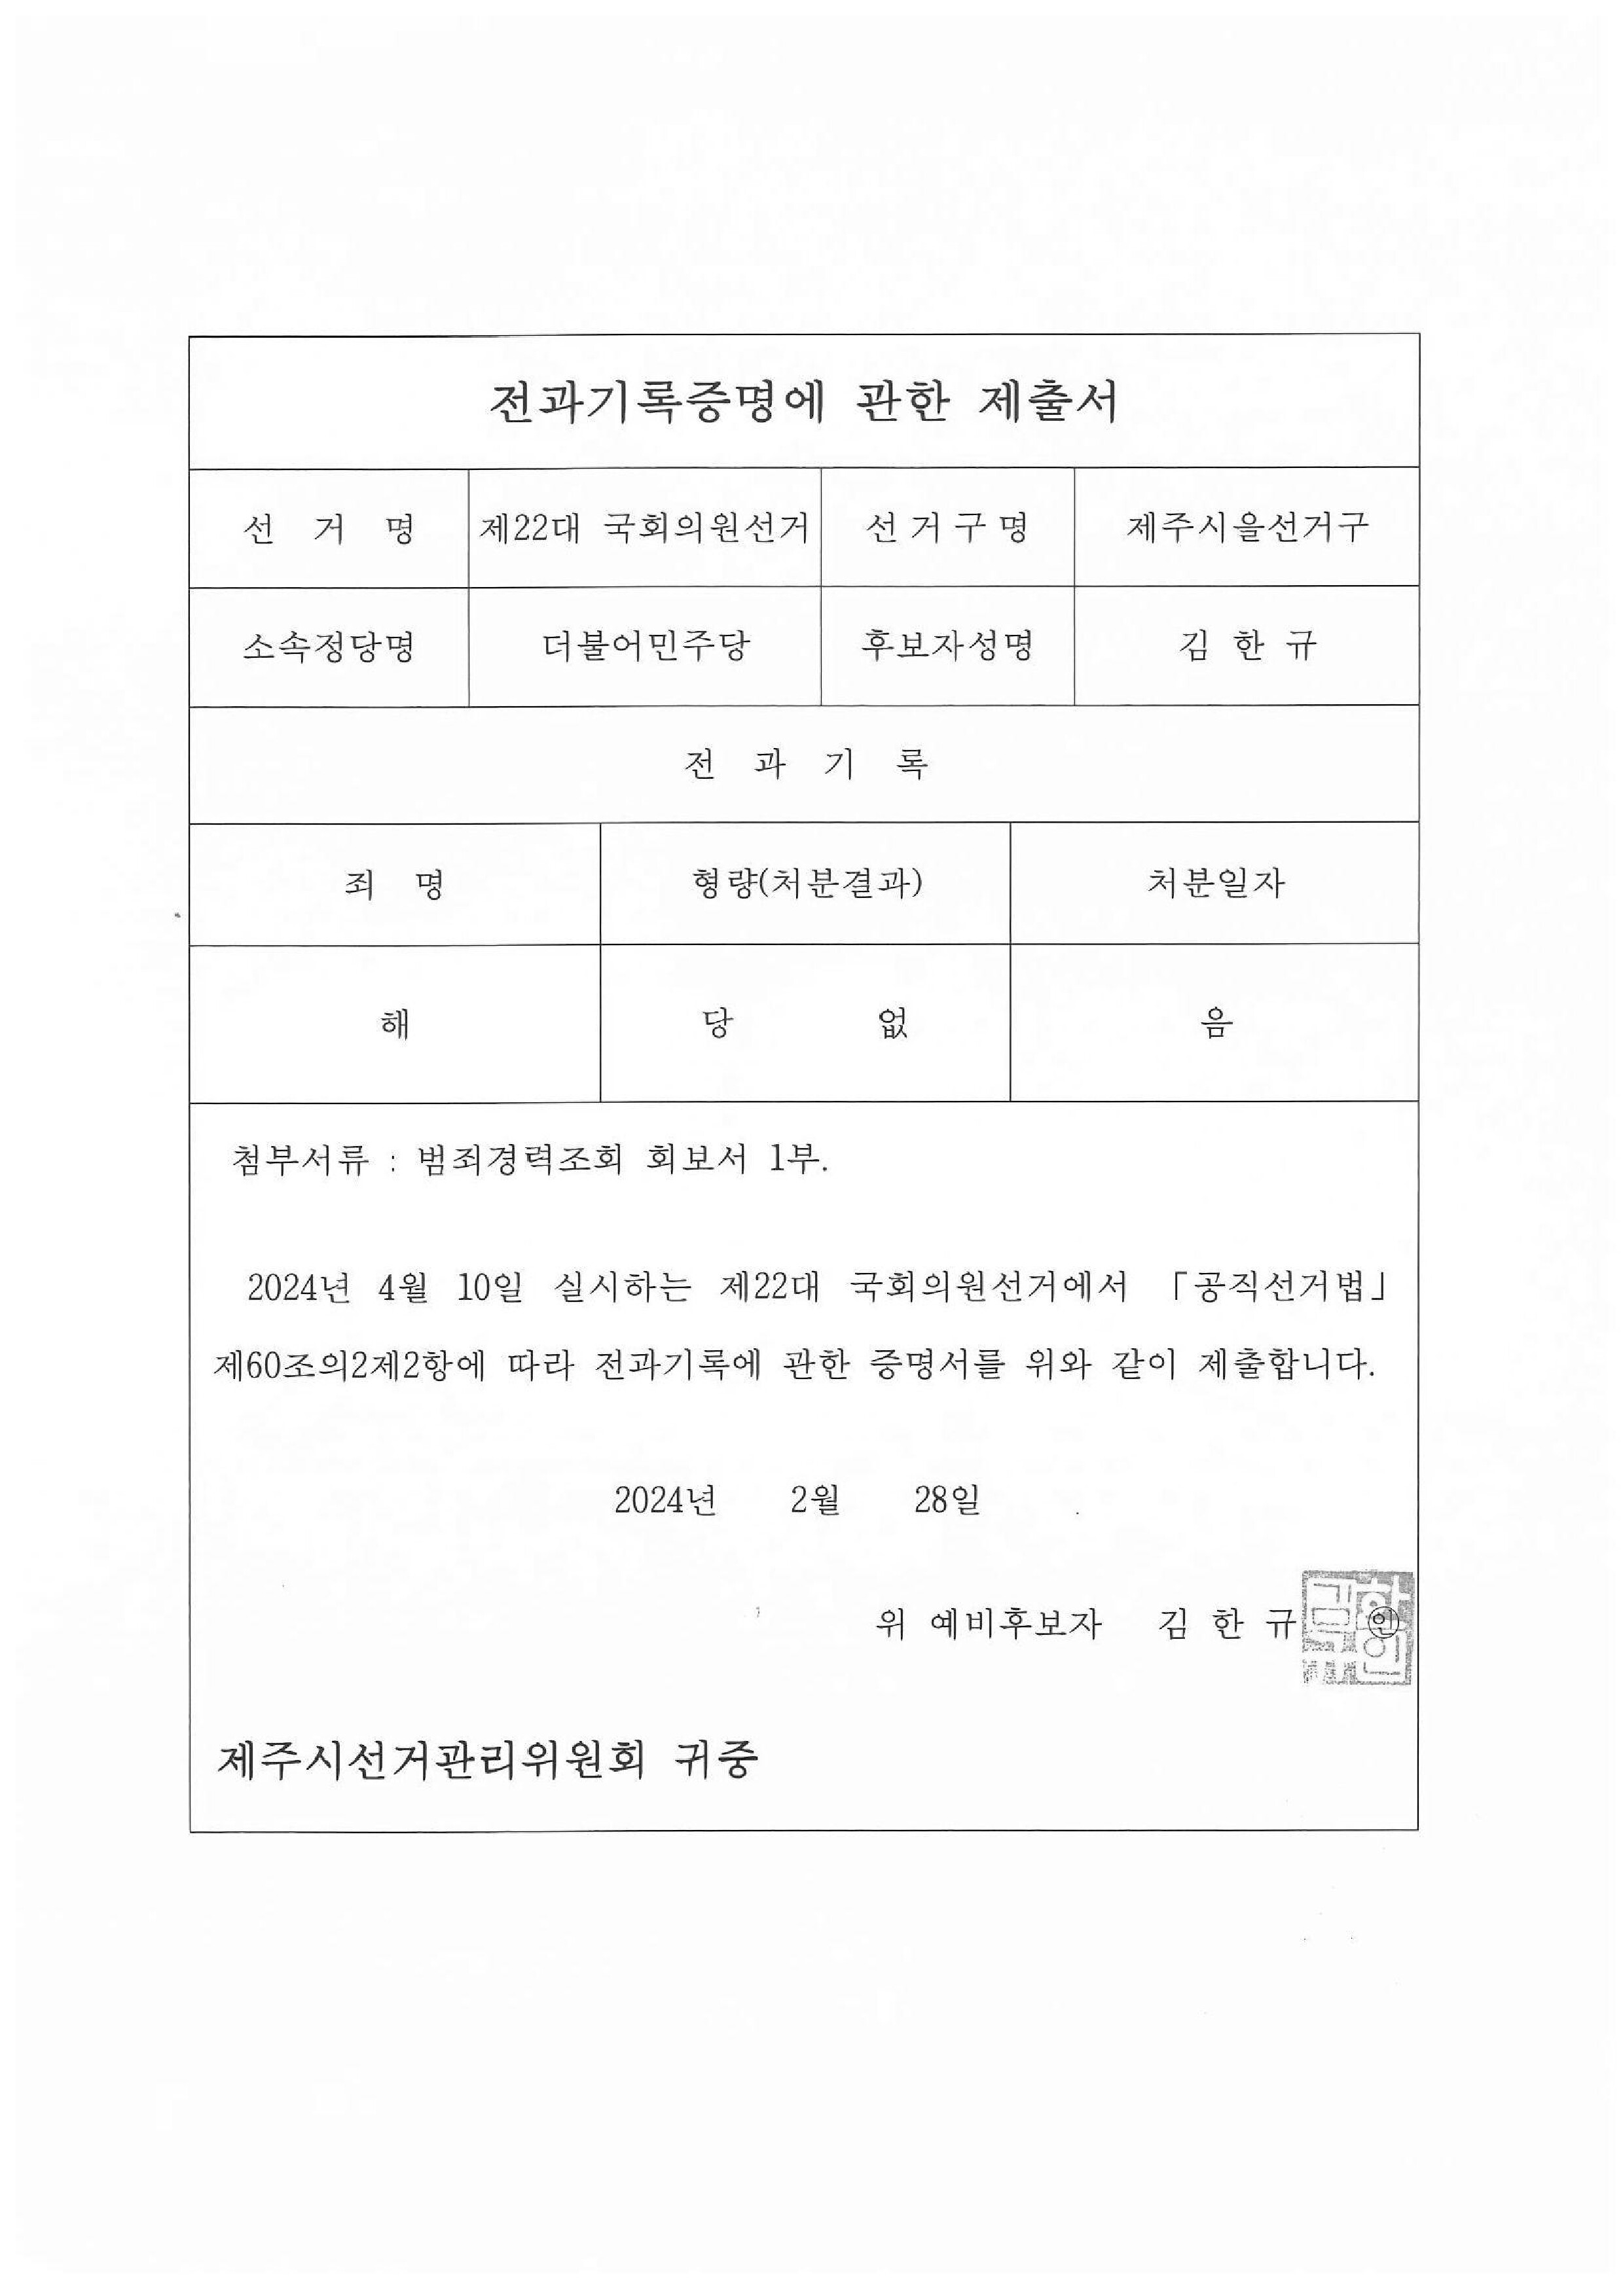 전과기록증명에 관한 제출서
선 거 명 제22대 국회의원선거 선거구명 제주시을선거구
소속정당명 더불어민주당 후보자성명 김 한 규
전 과 기 록
죄 명 형량(처분결과) 처분일자
해 당 없 음
첨부서류 : 범죄경력조회 회보서 1부.
2024년 4월 10일 실시하는 제22대 국회의원선거에서 「공직선거법」
제60조의2제2항에 따라 전과기록에 관한 증명서를 위와 같이 제출합니다.
2024년 2월 28일
위 예비후보자 김 한 규 ㊞
제주시선거관리위원회 귀중